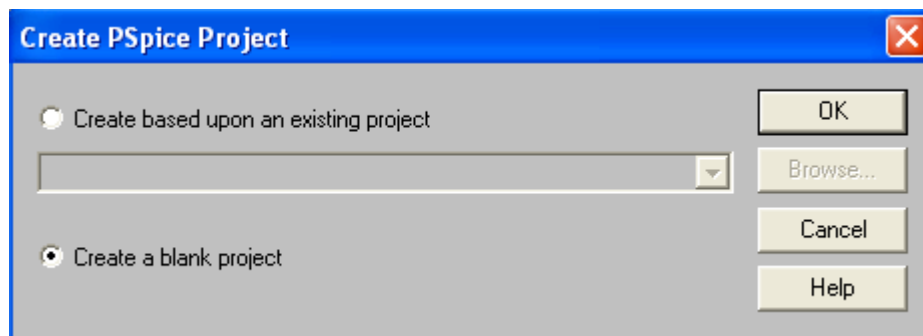 Create PSpice Project
Create based upon an existing project
OK
Browse...
Create a blank project
Cancel
Help